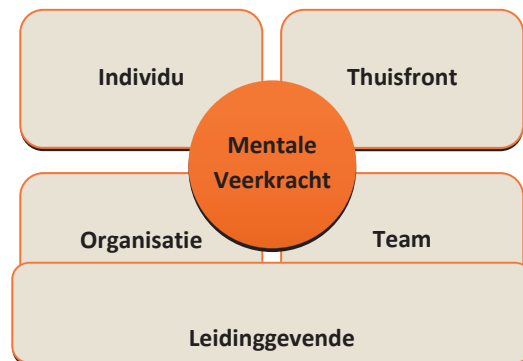 Individu
Thuisfront
Mentale
Veerkracht
Organisatie
Team
Leidinggevende